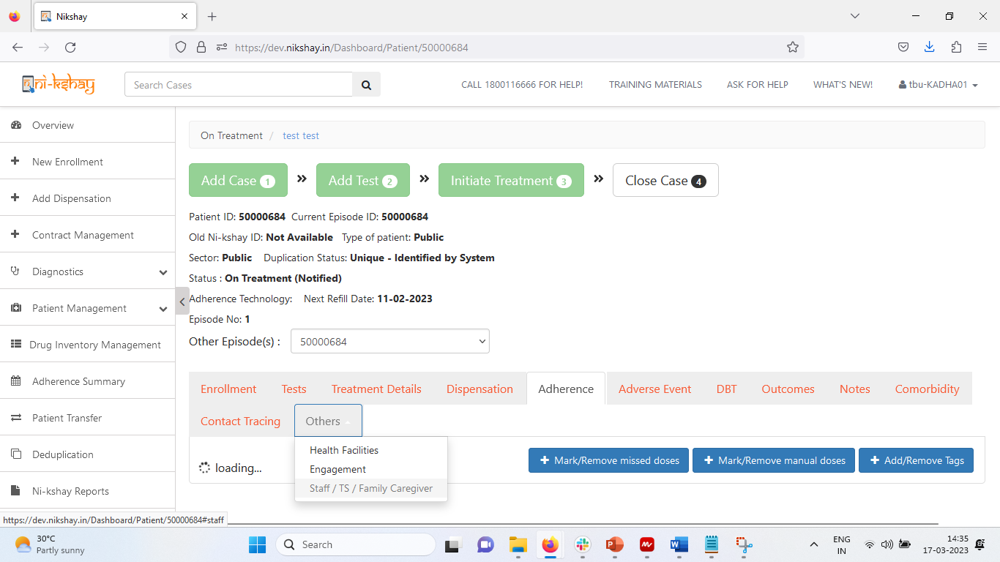 Nikshay
https://dev.nikshay.in/Dashboard/Patient/50000684
ni-kshay
Search Cases
CALL 1800116666 FOR HELP!
TRAINING MATERIALS
ASK FOR HELP
WHAT'S NEW!
tbu-KADHA01
Overview
New Enrollment
Add Dispensation
Contract Management
Diagnostics
Patient Management
Drug Inventory Management
Adherence Summary
Patient Transfer
Deduplication
Ni-kshay Reports
On Treatment / test test
Add Case 1 » Add Test 2 » Initiate Treatment 3 » Close Case 4
Patient ID: 50000684 Current Episode ID: 50000684
Old Ni-kshay ID: Not Available Type of patient: Public
Sector: Public Duplication Status: Unique - Identified by System
Status : On Treatment (Notified)
Adherence Technology: Next Refill Date: 11-02-2023
Episode No: 1
Other Episode(s) : 50000684
Enrollment Tests Treatment Details Dispensation Adherence Adverse Event DBT Outcomes Notes Comorbidity
Contact Tracing Others
Health Facilities
Engagement
Staff / TS / Family Caregiver
loading...
+ Mark/Remove missed doses
+ Mark/Remove manual doses
+ Add/Remove Tags
https://dev.nikshay.in/Dashboard/Patient/50000684#staff
30°C
Partly sunny
Search
ENG
IN
14:35
17-03-2023